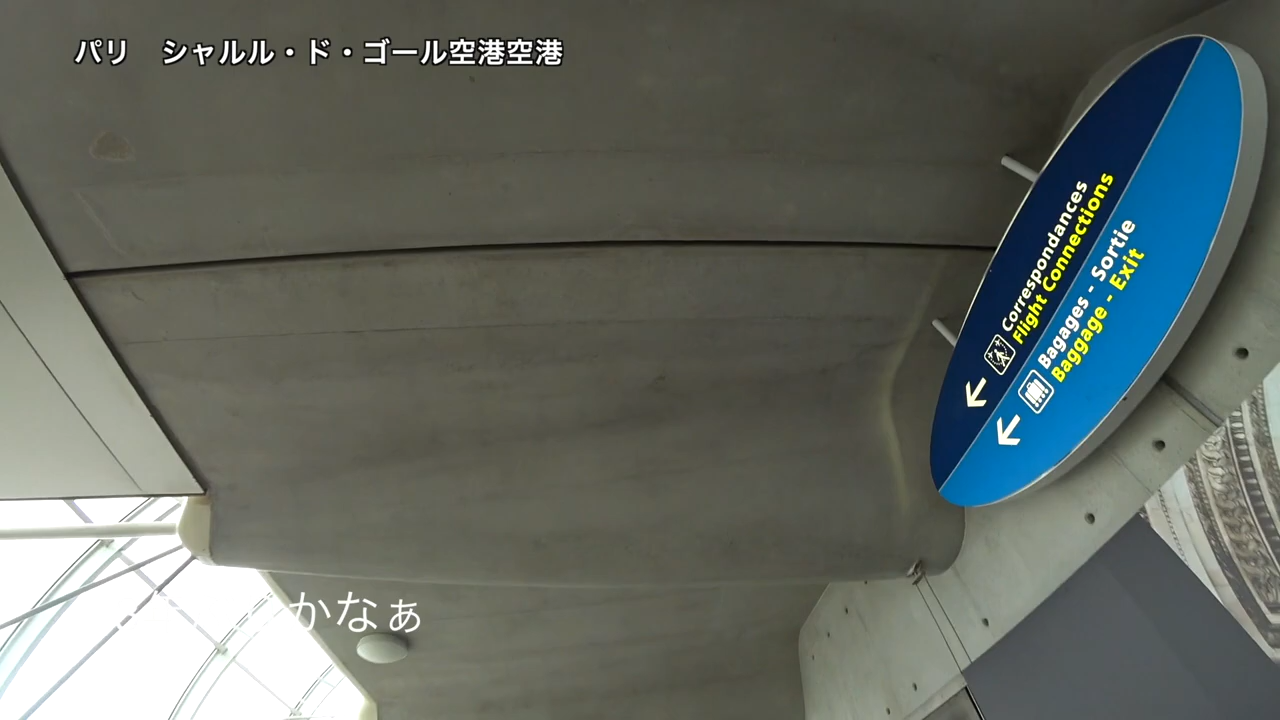 パリ　シャルル・ド・ゴール空港空港
Correspondances
Flight Connections
Bagages - Sortie
Baggage - Exit
かなぁ